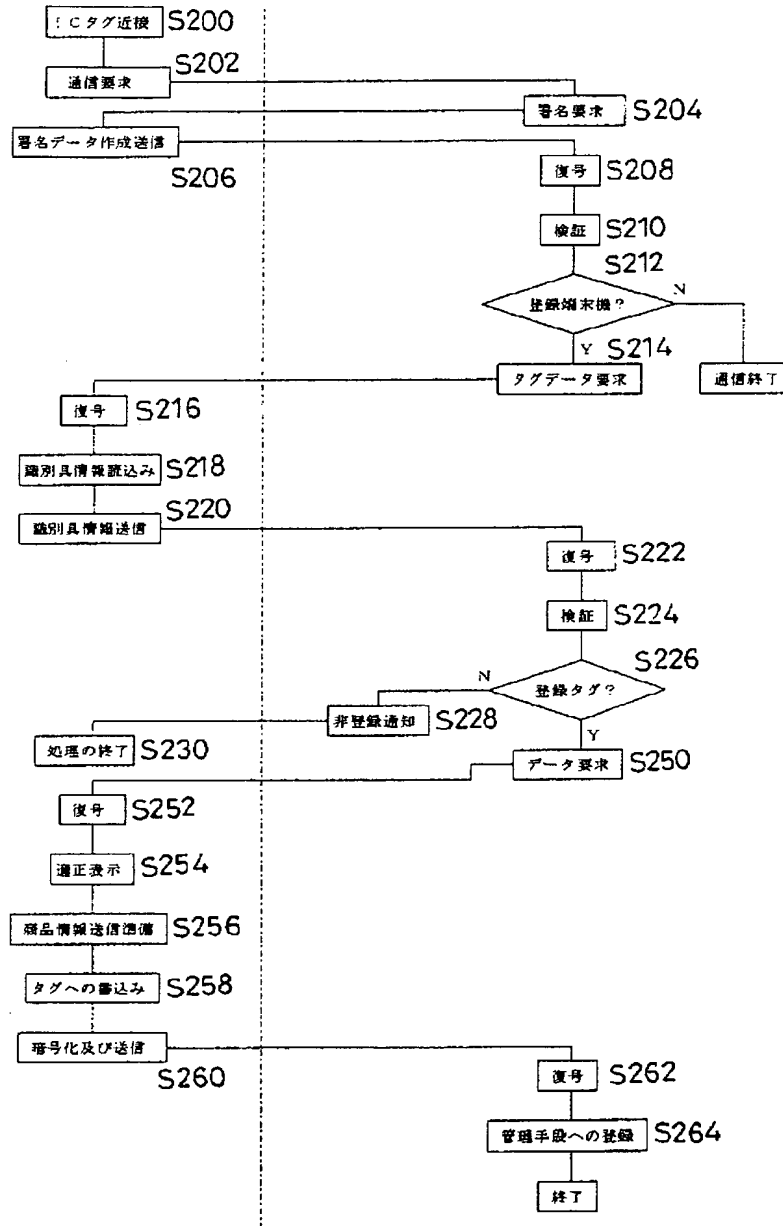 ICタグ近接 S200
通信要求 S202
署名要求 S204
署名データ作成送信 S206
復号 S208
検証 S210
S212
登録端末機?
N
Y
S214
タグデータ要求
通信終了
復号 S216
識別具情報読込み S218
識別具情報送信 S220
復号 S222
検証 S224
S226
登録タグ?
N
Y
非登録通知 S228
処理の終了 S230
データ要求 S250
復号 S252
適正表示 S254
商品情報送信準備 S256
タグへの書込み S258
暗号化及び送信 S260
復号 S262
管理手段への登録 S264
終了